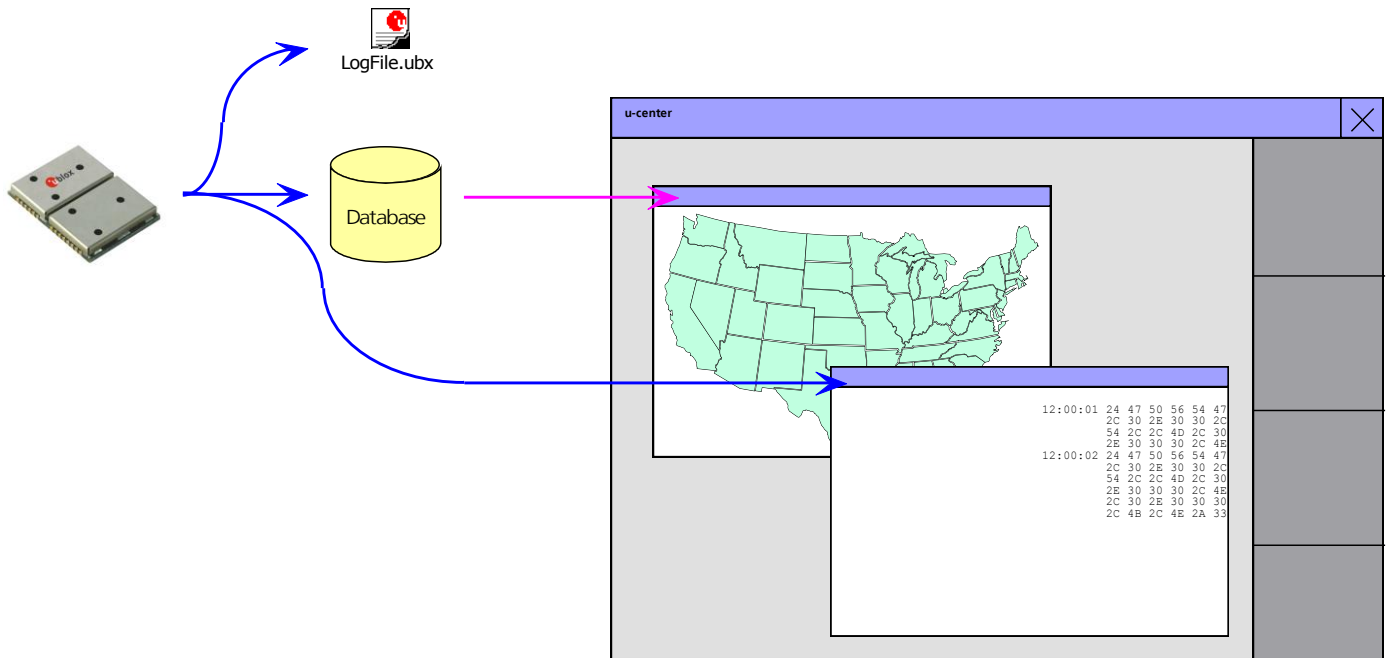 LogFile.ubx
u-center
ublox
Database
12:00:01 24 47 50 56 54 47
2C 30 2E 30 30 2C
54 2C 2C 4D 2C 30
2E 30 30 30 2C 4E
12:00:02 24 47 50 56 54 47
2C 30 2E 30 30 2C
54 2C 2C 4D 2C 30
2E 30 30 30 2C 4E
2C 30 2E 30 30 30
2C 4B 2C 4E 2A 33